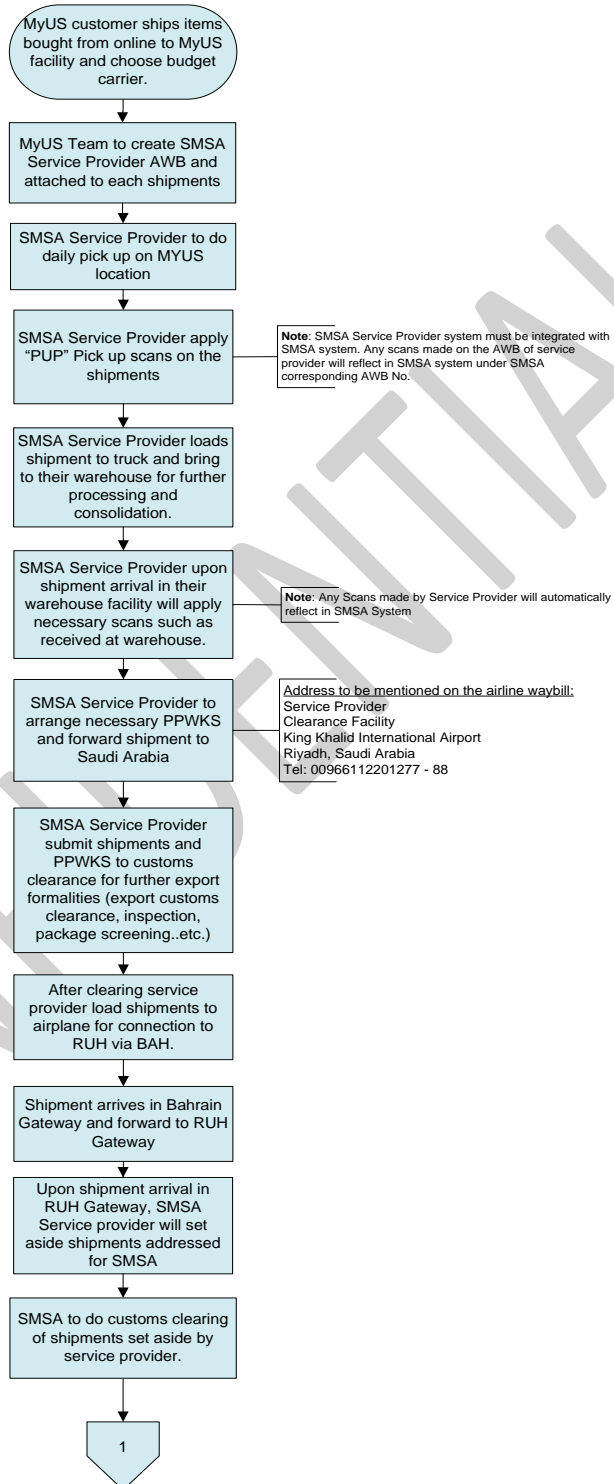 MyUS customer ships items
bought from online to MyUS
facility and choose budget
carrier.
MyUS Team to create SMSA
Service Provider AWB and
attached to each shipments
SMSA Service Provider to do
daily pick up on MYUS
location
SMSA Service Provider apply
“PUP” Pick up scans on the
shipments
Note: SMSA Service Provider system must be integrated with
SMSA system. Any scans made on the AWB of service
provider will reflect in SMSA system under SMSA
corresponding AWB No.
SMSA Service Provider loads
shipment to truck and bring
to their warehouse for further
processing and
consolidation.
SMSA Service Provider upon
shipment arrival in their
warehouse facility will apply
necessary scans such as
received at warehouse.
Note: Any Scans made by Service Provider will automatically
reflect in SMSA System
SMSA Service Provider to
arrange necessary PPWKS
and forward shipment to
Saudi Arabia
Address to be mentioned on the airline waybill:
Service Provider
Clearance Facility
King Khalid International Airport
Riyadh, Saudi Arabia
Tel: 00966112201277 - 88
SMSA Service Provider
submit shipments and
PPWKS to customs
clearance for further export
formalities (export customs
clearance, inspection,
package screening..etc.)
After clearing service
provider load shipments to
airplane for connection to
RUH via BAH.
Shipment arrives in Bahrain
Gateway and forward to RUH
Gateway
Upon shipment arrival in
RUH Gateway, SMSA
Service provider will set
aside shipments addressed
for SMSA
SMSA to do customs clearing
of shipments set aside by
service provider.
1